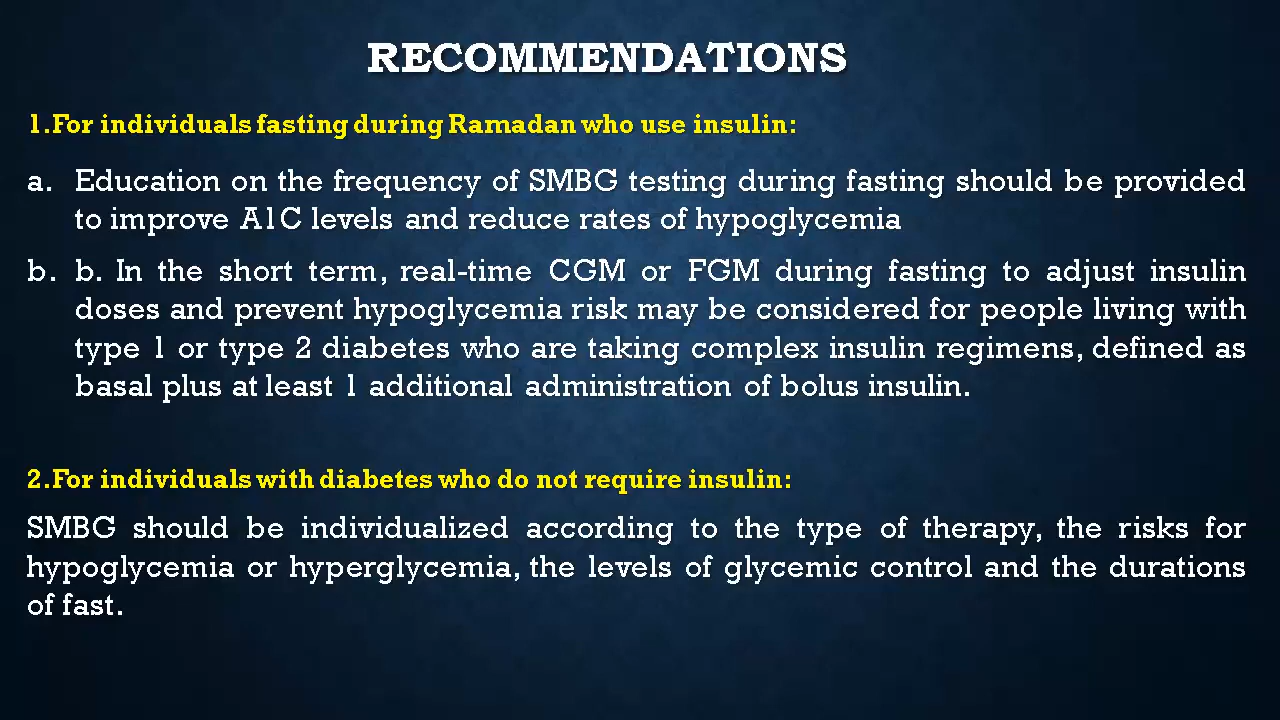 RECOMMENDATIONS
1.For individuals fasting during Ramadan who use insulin:
a. Education on the frequency of SMBG testing during fasting should be provided
to improve A1C levels and reduce rates of hypoglycemia
b. b. In the short term, real-time CGM or FGM during fasting to adjust insulin
doses and prevent hypoglycemia risk may be considered for people living with
type 1 or type 2 diabetes who are taking complex insulin regimens, defined as
basal plus at least 1 additional administration of bolus insulin.
2.For individuals with diabetes who do not require insulin:
SMBG should be individualized according to the type of therapy, the risks for
hypoglycemia or hyperglycemia, the levels of glycemic control and the durations
of fast.